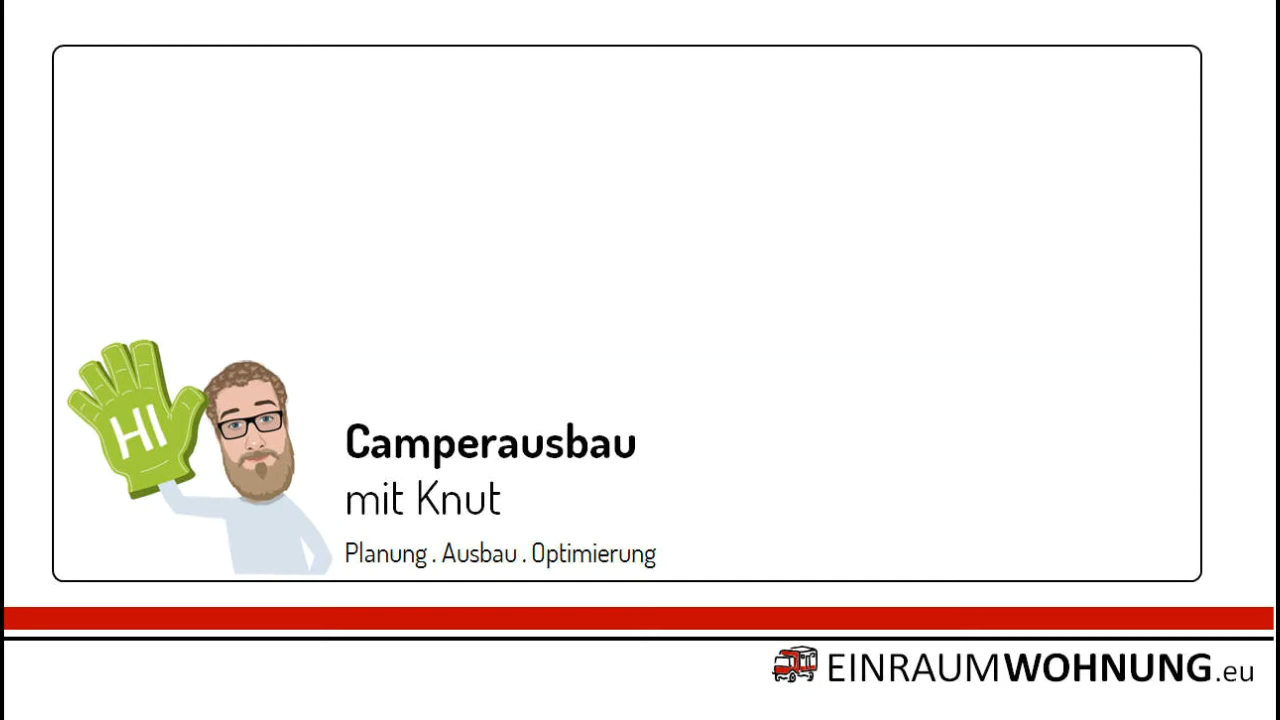 HI
Camperausbau
mit Knut
Planung . Ausbau . Optimierung
EINRAUMWOHNUNG.eu